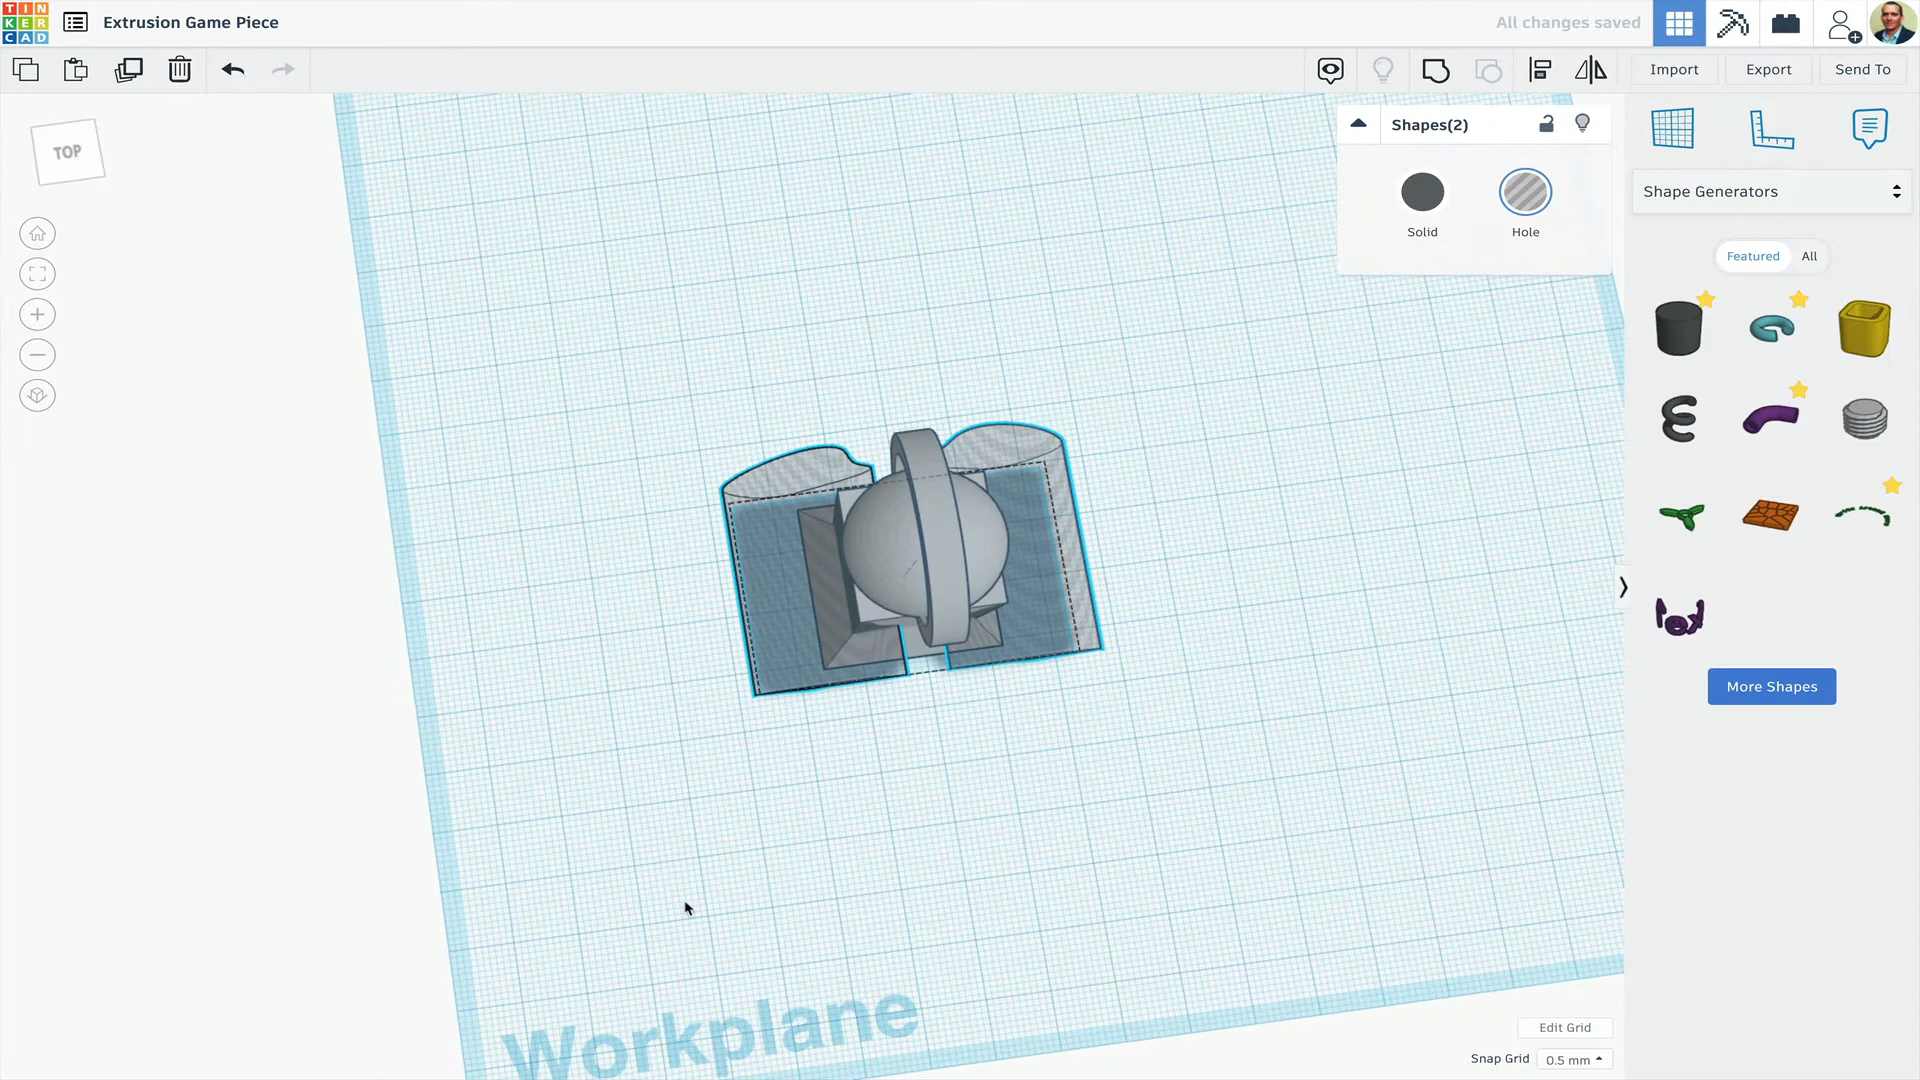 TIN
KER
CAD
Extrusion Game Piece
All changes saved
Import
Export
Send To
TOP
Shapes(2)
Solid
Hole
Shape Generators
Featured
All
More Shapes
Workplane
Edit Grid
Snap Grid
0.5 mm